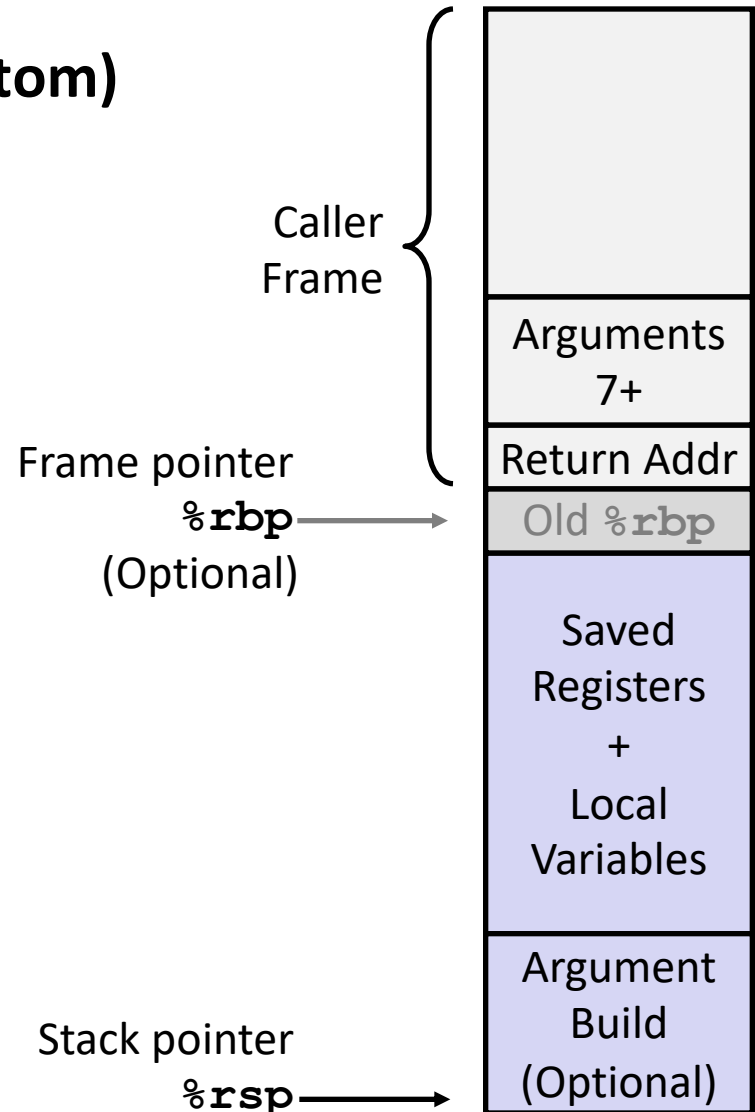 tom)
Caller
Frame
Arguments
7+
Return Addr
Frame pointer
%rbp
(Optional)
Old %rbp
Saved
Registers
+
Local
Variables
Argument
Build
(Optional)
Stack pointer
%rsp